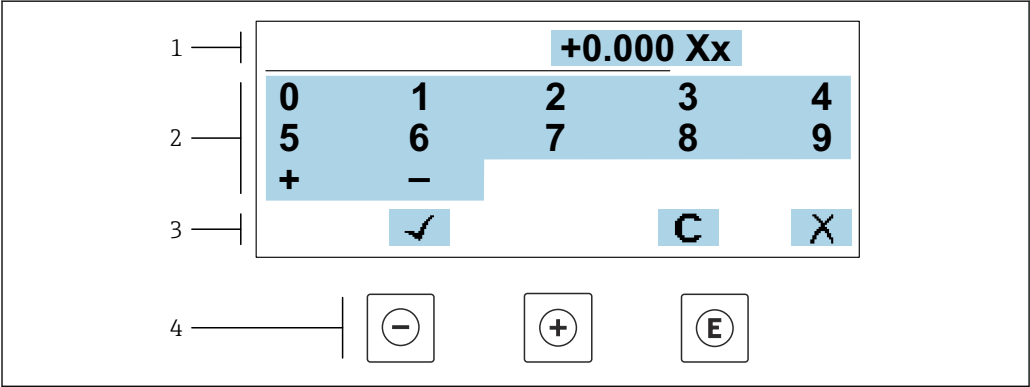 1 +0.000 Xx
0 1 2 3 4
2 5 6 7 8 9
+ –
3 ✓ C X
4 − + E